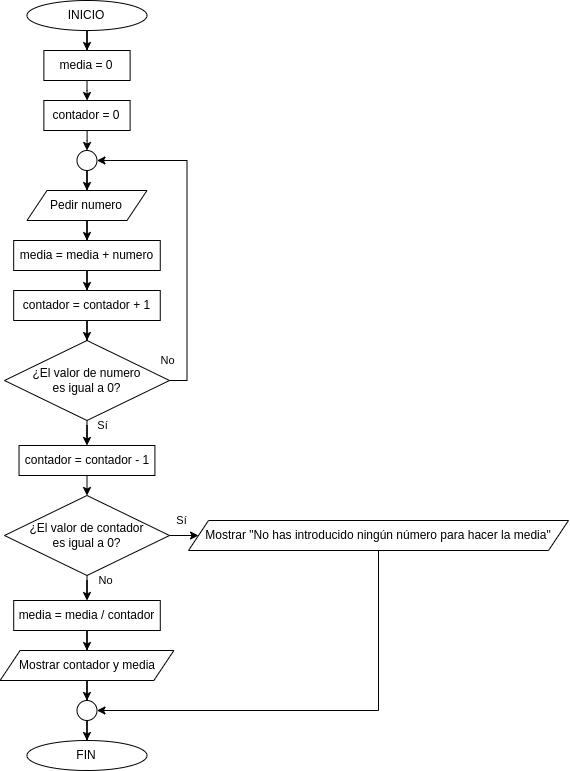 INICIO
media = 0
contador = 0
Pedir numero
media = media + numero
contador = contador + 1
¿El valor de numero
es igual a 0?
No
Sí
contador = contador - 1
¿El valor de contador
es igual a 0?
Sí
Mostrar "No has introducido ningún número para hacer la media"
No
media = media / contador
Mostrar contador y media
FIN